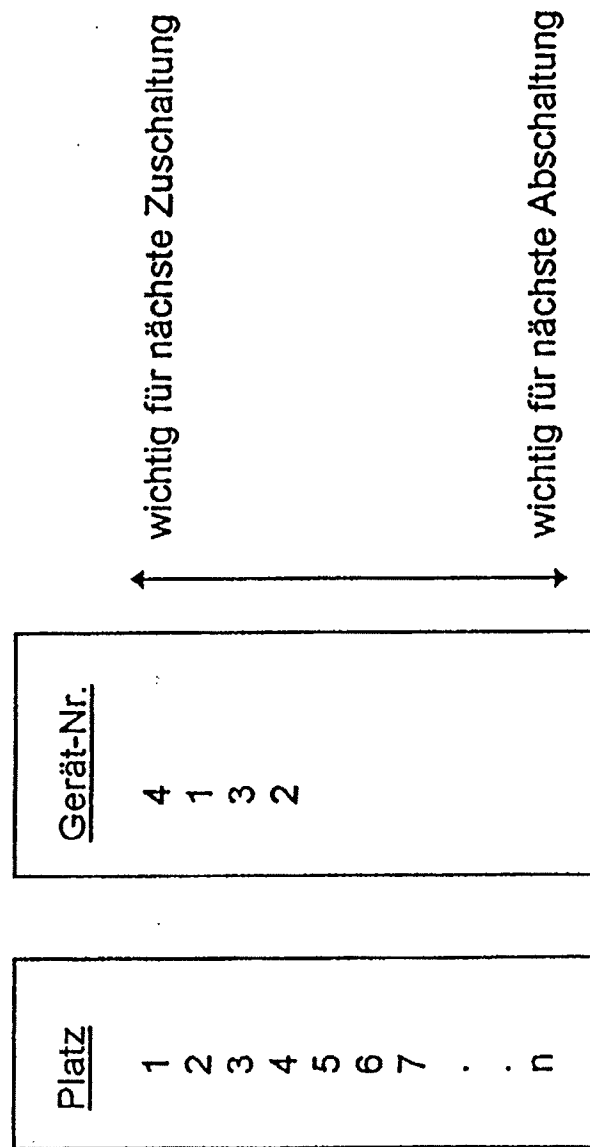 Platz
1
2
3
4
5
6
7
.
.
n
Gerät-Nr.
4
1
3
2
wichtig für nächste Zuschaltung
wichtig für nächste Abschaltung